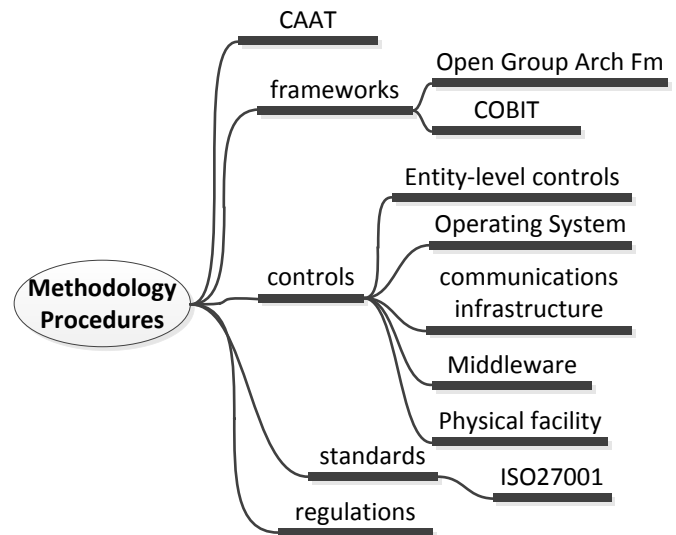 CAAT
frameworks
Open Group Arch Fm
COBIT
Methodology
Procedures
controls
Entity-level controls
Operating System
communications
infrastructure
Middleware
Physical facility
standards
ISO27001
regulations